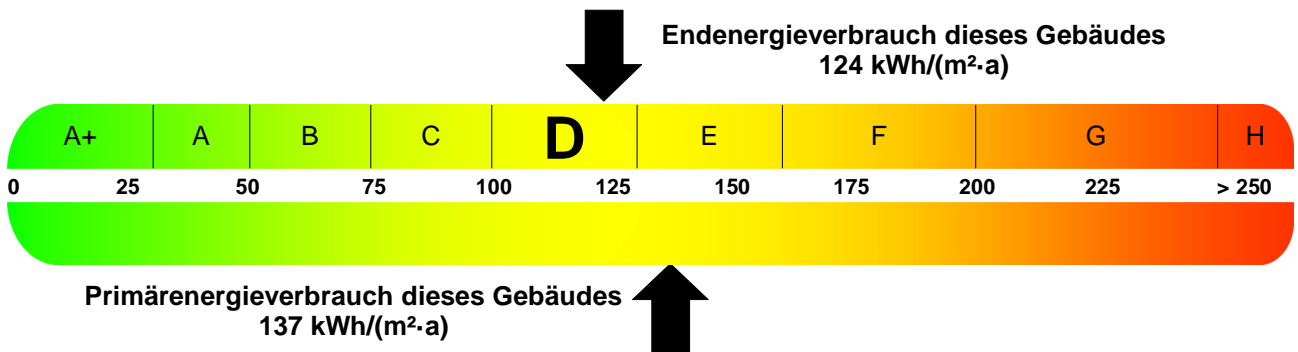 Endenergieverbrauch dieses Gebäudes
124 kWh/(m²·a)
A+ A B C D E F G H
0 25 50 75 100 125 150 175 200 225 > 250
Primärenergieverbrauch dieses Gebäudes
137 kWh/(m²·a)